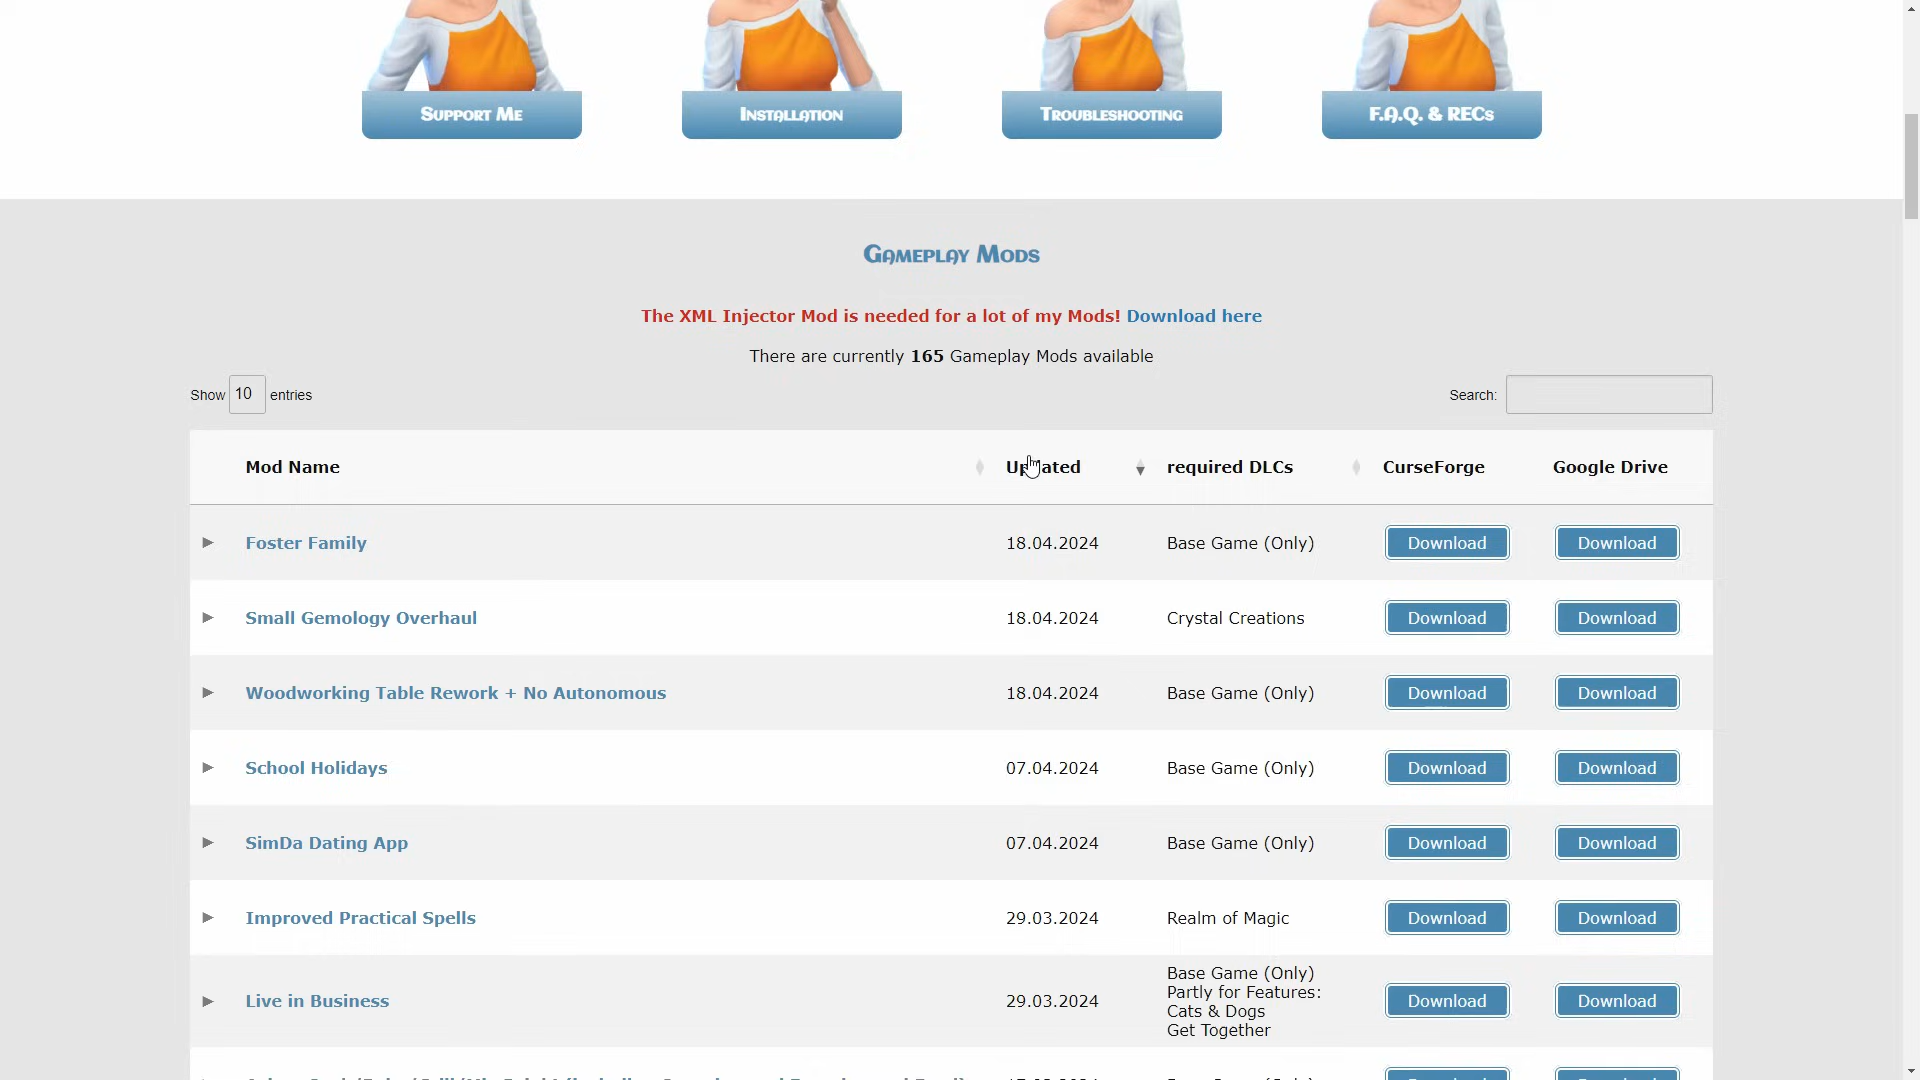 Support Me
Installation
Troubleshooting
F.A.Q. & RECs
Gameplay Mods
The XML Injector Mod is needed for a lot of my Mods! Download here
There are currently 165 Gameplay Mods available
Show 10 entries
Search:
Mod Name Updated required DLCs CurseForge Google Drive
Foster Family 18.04.2024 Base Game (Only) Download Download
Small Gemology Overhaul 18.04.2024 Crystal Creations Download Download
Woodworking Table Rework + No Autonomous 18.04.2024 Base Game (Only) Download Download
School Holidays 07.04.2024 Base Game (Only) Download Download
SimDa Dating App 07.04.2024 Base Game (Only) Download Download
Improved Practical Spells 29.03.2024 Realm of Magic Download Download
Live in Business 29.03.2024 Base Game (Only)
Partly for Features:
Cats & Dogs
Get Together
Download Download